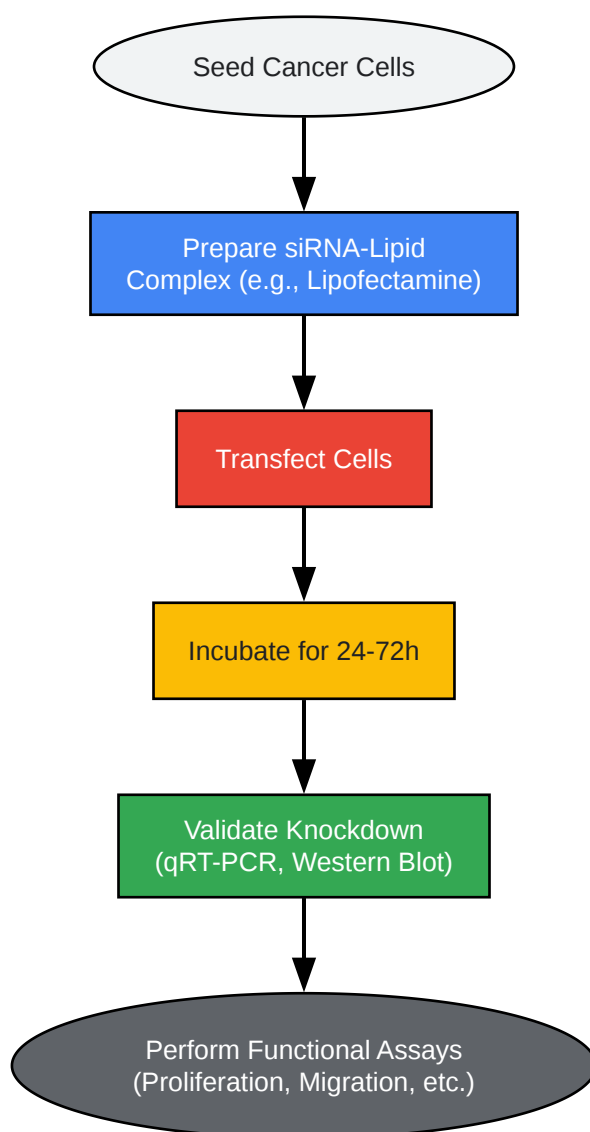 Seed Cancer Cells
Prepare siRNA-Lipid
Complex (e.g., Lipofectamine)
Transfect Cells
Incubate for 24-72h
Validate Knockdown
(qRT-PCR, Western Blot)
Perform Functional Assays
(Proliferation, Migration, etc.)